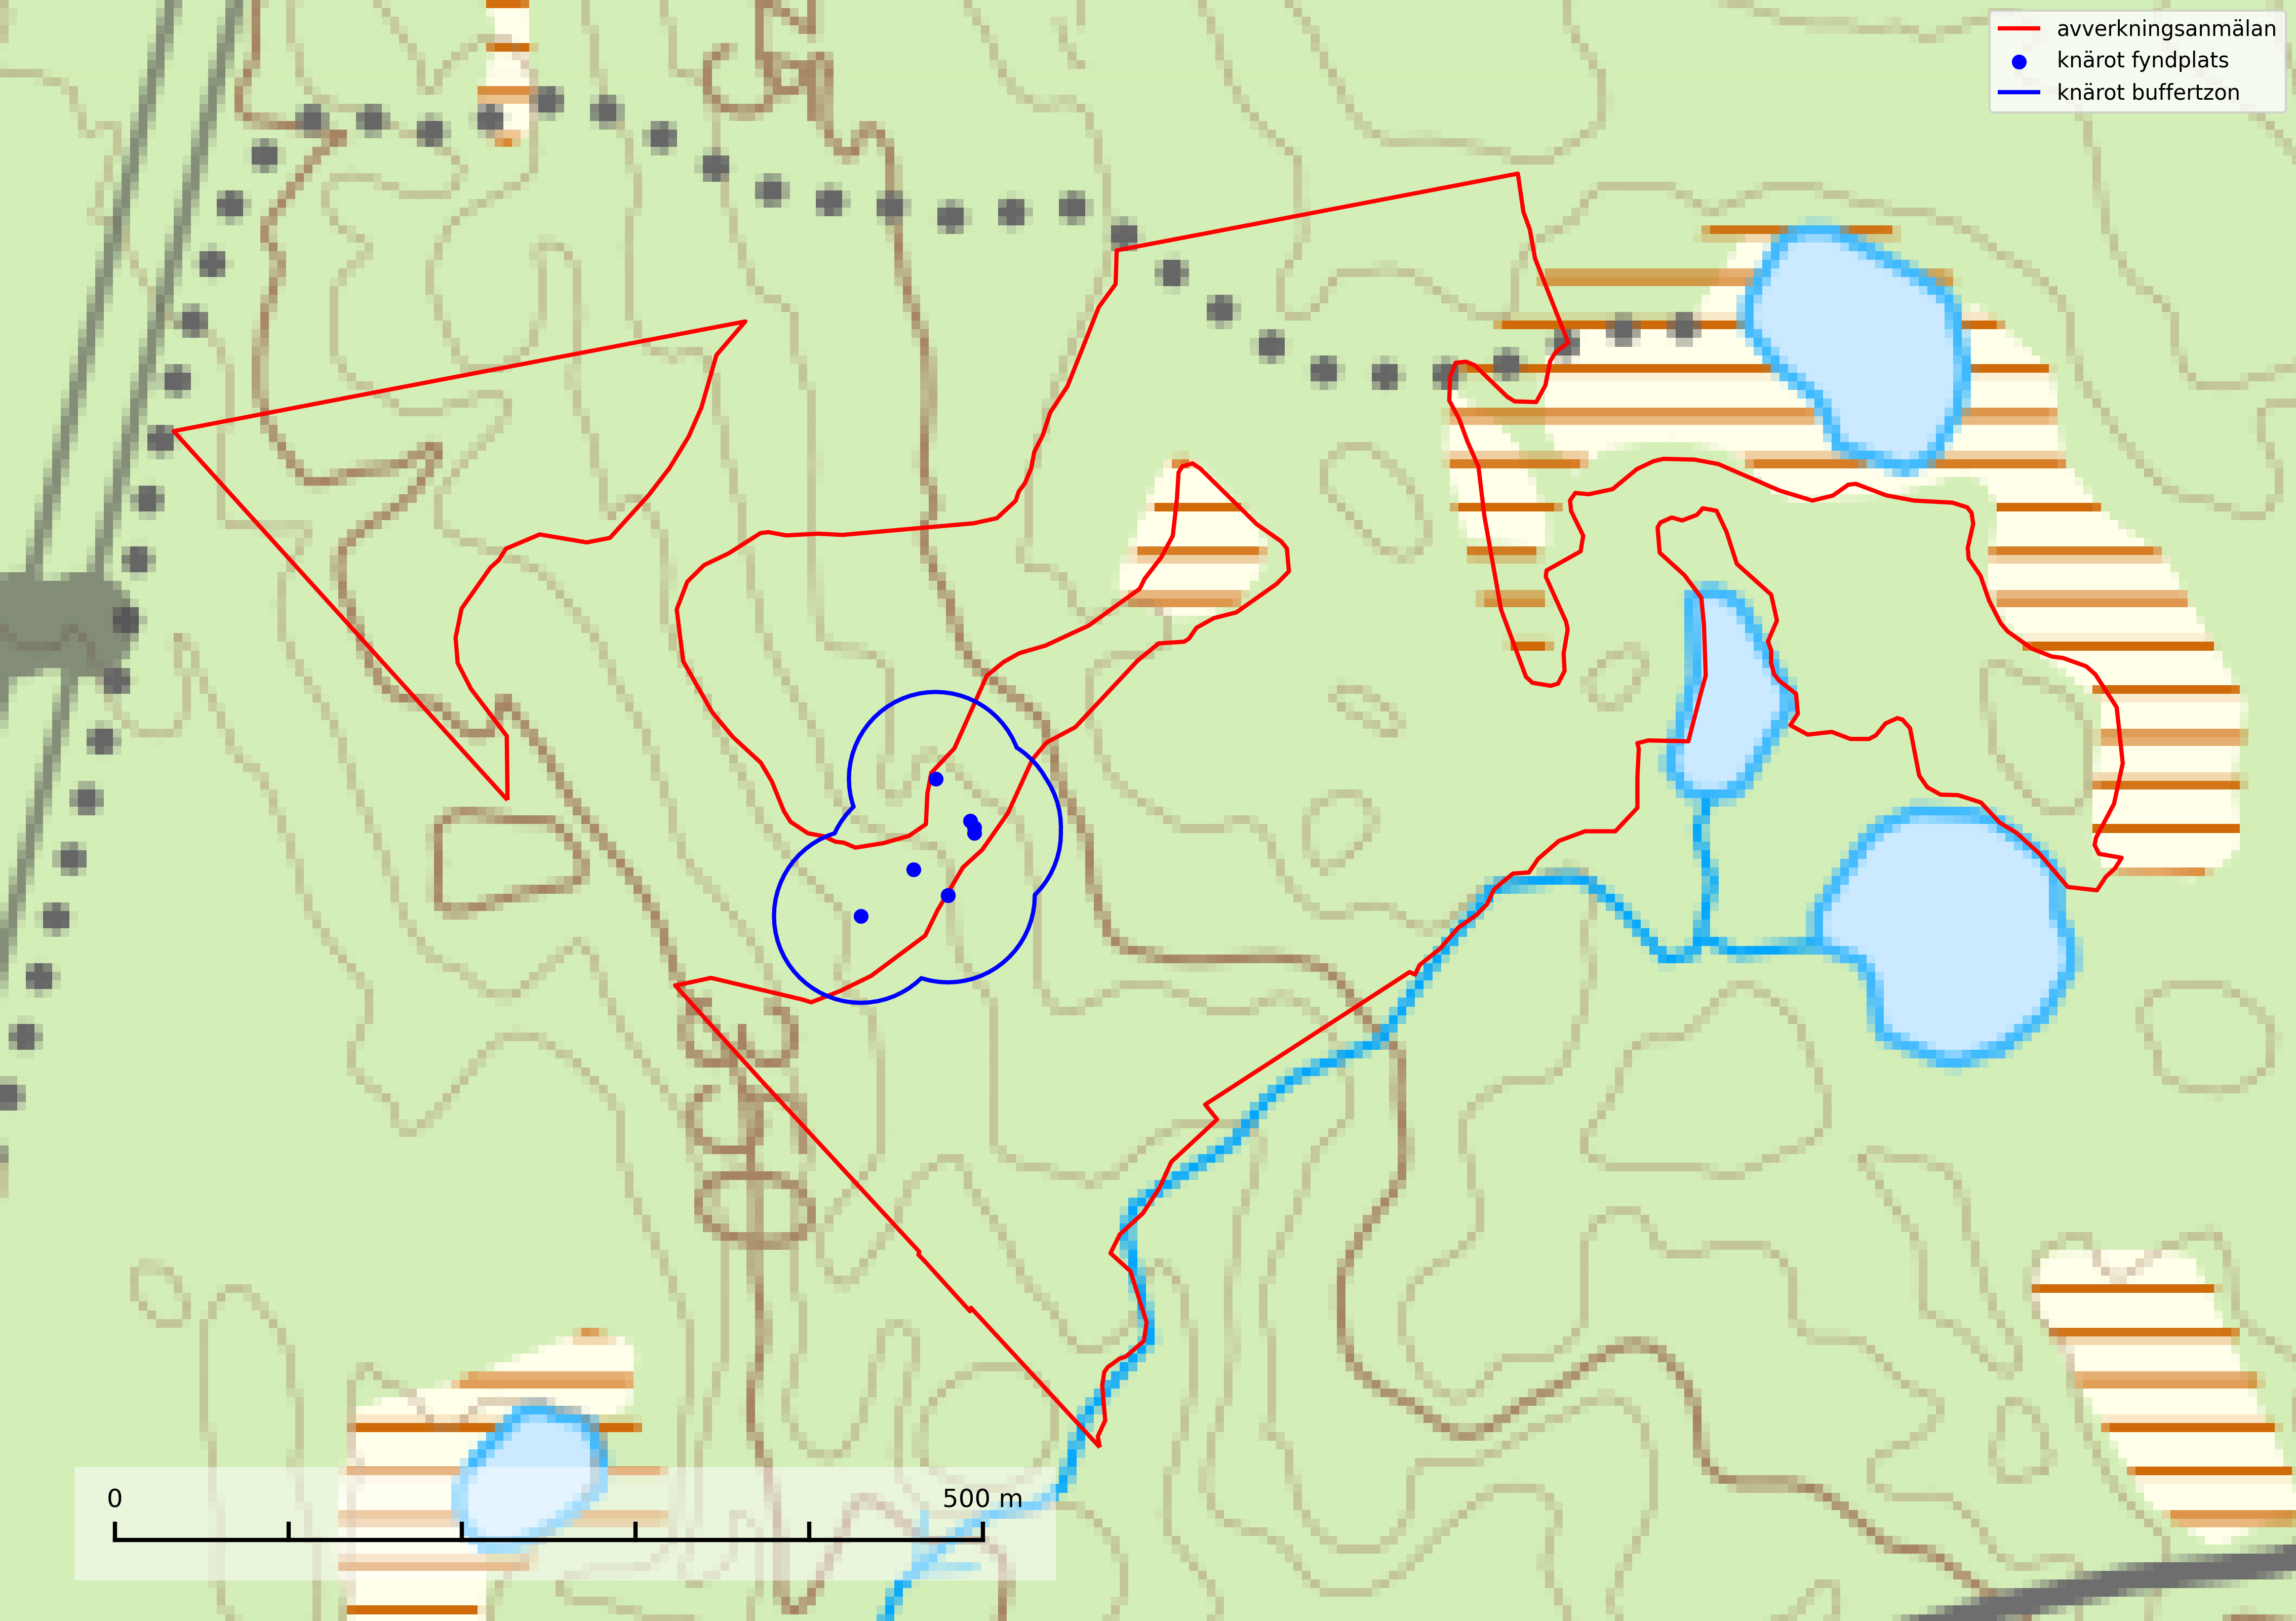 avverkningsanmälan
knärot fyndplats
knärot buffertzon
0 500 m